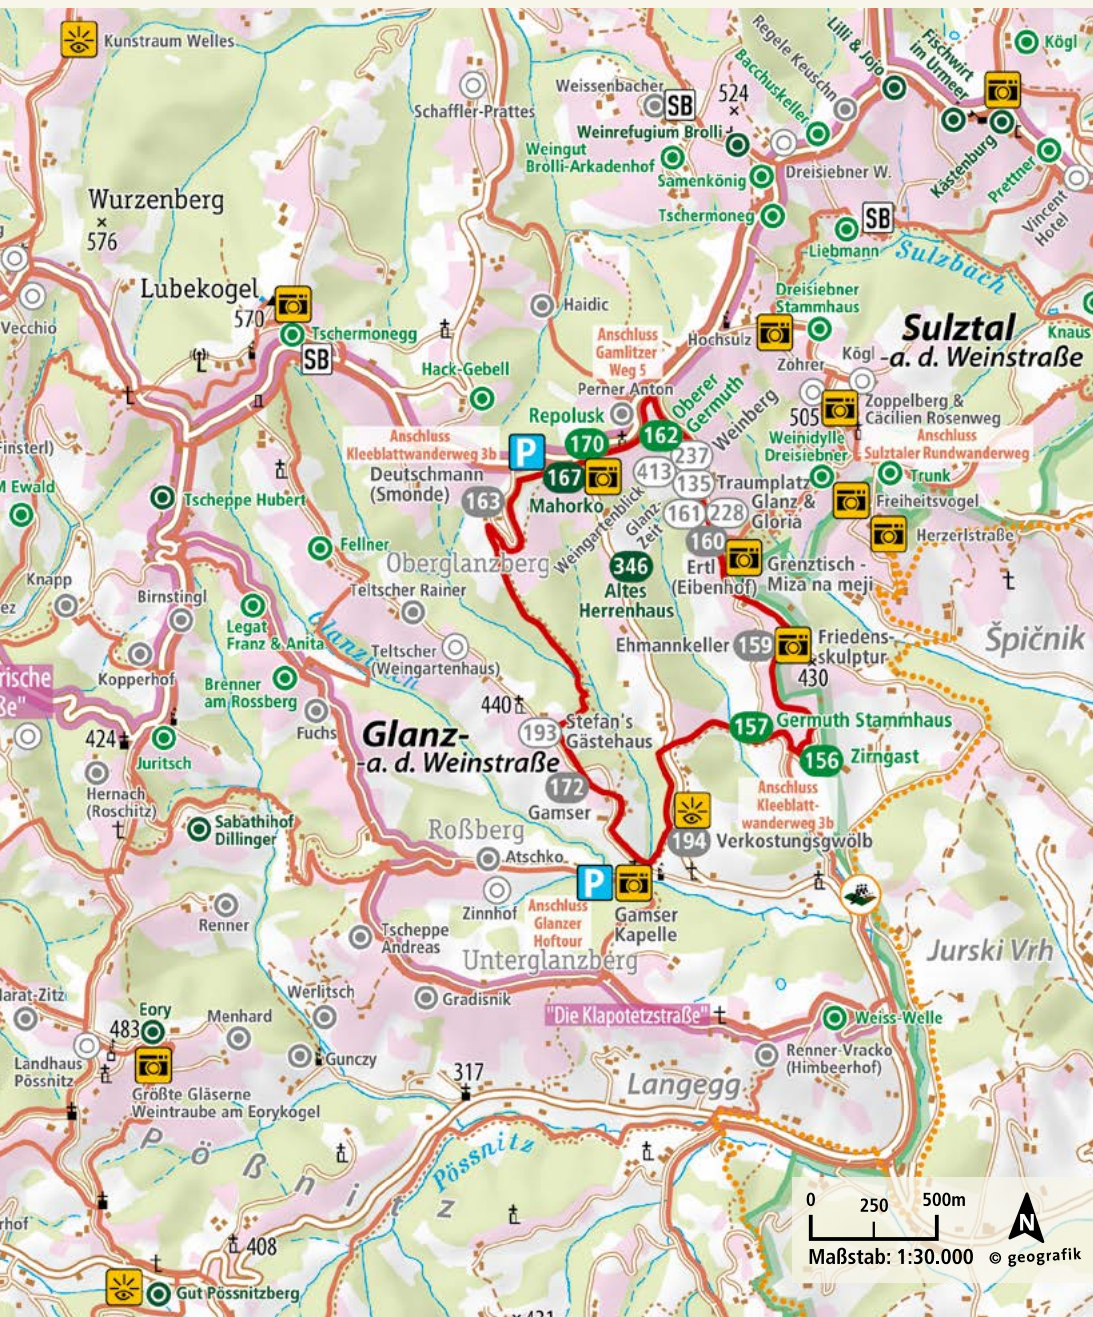 Kunstraum Welles
Schaffler-Prattes
Weissenbacher
SB
524
Regele Keuschn
Bacchuskeller
Lilli & Jojo
Fischwirt
im Urmeer
Kögl
Weinrefugium Brolli
Weingut
Brolli-Arkadenhof
Samenkönig
Dreisiebner W.
Kästenburg
Prettner
Vincent
Hotel
Tschermoneg
Liebmann
SB
Sulzbach
Wurzenberg
576
Lubekogel
570
Tschermonegg
SB
Vecchio
Haidic
Dreisiebner
Stammhaus
Hochsulz
Sulztal
-a. d. Weinstraße
Knaus
Anschluss
Gamlitzer
Weg 5
Perner Anton
Zöhrer
Kögl
505
Zoppelberg &
Cäcilien Rosenweg
Hack-Gebell
Repolusk
170
162
Oberer
Germuth
Weinberg
237
413
135
Anschluss
Kleeblattwanderweg 3b
P
Deutschmann
(Smonde)
163
167
Mahorko
Weingartenblick
Glanz
Zeit
Traumplatz
Glanz &
Gloria
161
228
160
Weinidylle
Dreisiebner
Anschluss
Sulztaler Rundwanderweg
Trunk
Freiheitsvogel
Herzerlstraße
Finsterl)
M Ewald
Tscheppe Hubert
Fellner
Oberglanzberg
346
Altes
Herrenhaus
Ertl
(Eibenhof)
Grenztisch -
Miza na meji
Knapp
Birnstingl
Teltscher Rainer
Legat
Franz & Anita
Teltscher
(Weingartenhaus)
Ehmannkeller
159
Friedens-
skulptur
430
Špičnik
Kopperhof
Brenner
am Rossberg
Fuchs
440
193
Stefan's
Gästehaus
157
Germuth Stammhaus
156
Zirngast
424
Juritsch
Glanz-
-a. d. Weinstraße
172
Gamser
Anschluss
Kleeblatt-
wanderweg 3b
Hernach
(Roschitz)
Sabathihof
Dillinger
Roßberg
Atschko
194
Verkostungsgwölb
P
Zinnhof
Anschluss
Glanzer
Hoftour
Gamser
Kapelle
Renner
Tscheppe
Andreas
Unterglanzberg
Jurski Vrh
Gradisnik
"Die Klapotetzstraße"
Weiss-Welle
Werlitsch
Eory
483
Menhard
Landhaus
Pössnitz
Gunczy
Renner-Vracko
(Himbeerhof)
Größte Gläserne
Weintraube am Eorykogel
317
Langegg
Pößnitz
Pössnitz
408
Gut Pössnitzberg
0
250
500m
N
Maßstab: 1:30.000
© geografik